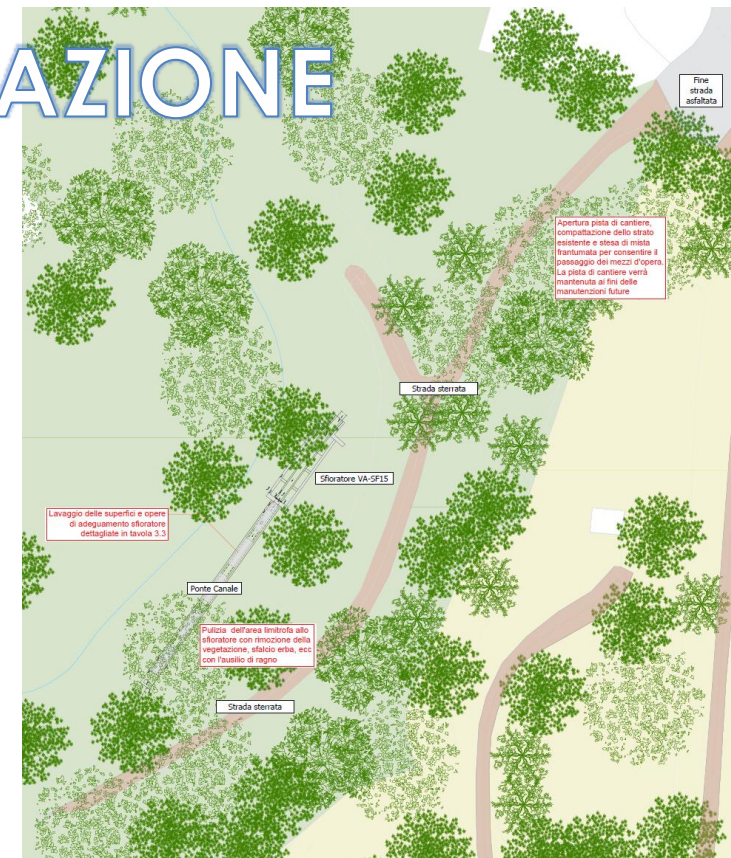 AZIONE
Fine
strada
asfaltata
Apertura pista di cantiere,
compattazione dello strato
esistente e stesa di mista
frantumata per consentire il
passaggio dei mezzi d'opera.
La pista di cantiere verrà
mantenuta ai fini delle
manutenzioni future
Strada sterrata
Sfioratore VA-SF15
Lavaggio delle superfici e opere
di adeguamento sfioratore
dettagliate in tavola 3.3
Ponte Canale
Pulizia dell'area limitrofa allo
sfioratore con rimozione della
vegetazione, sfalcio erba, ecc
con l'ausilio di ragno
Strada sterrata